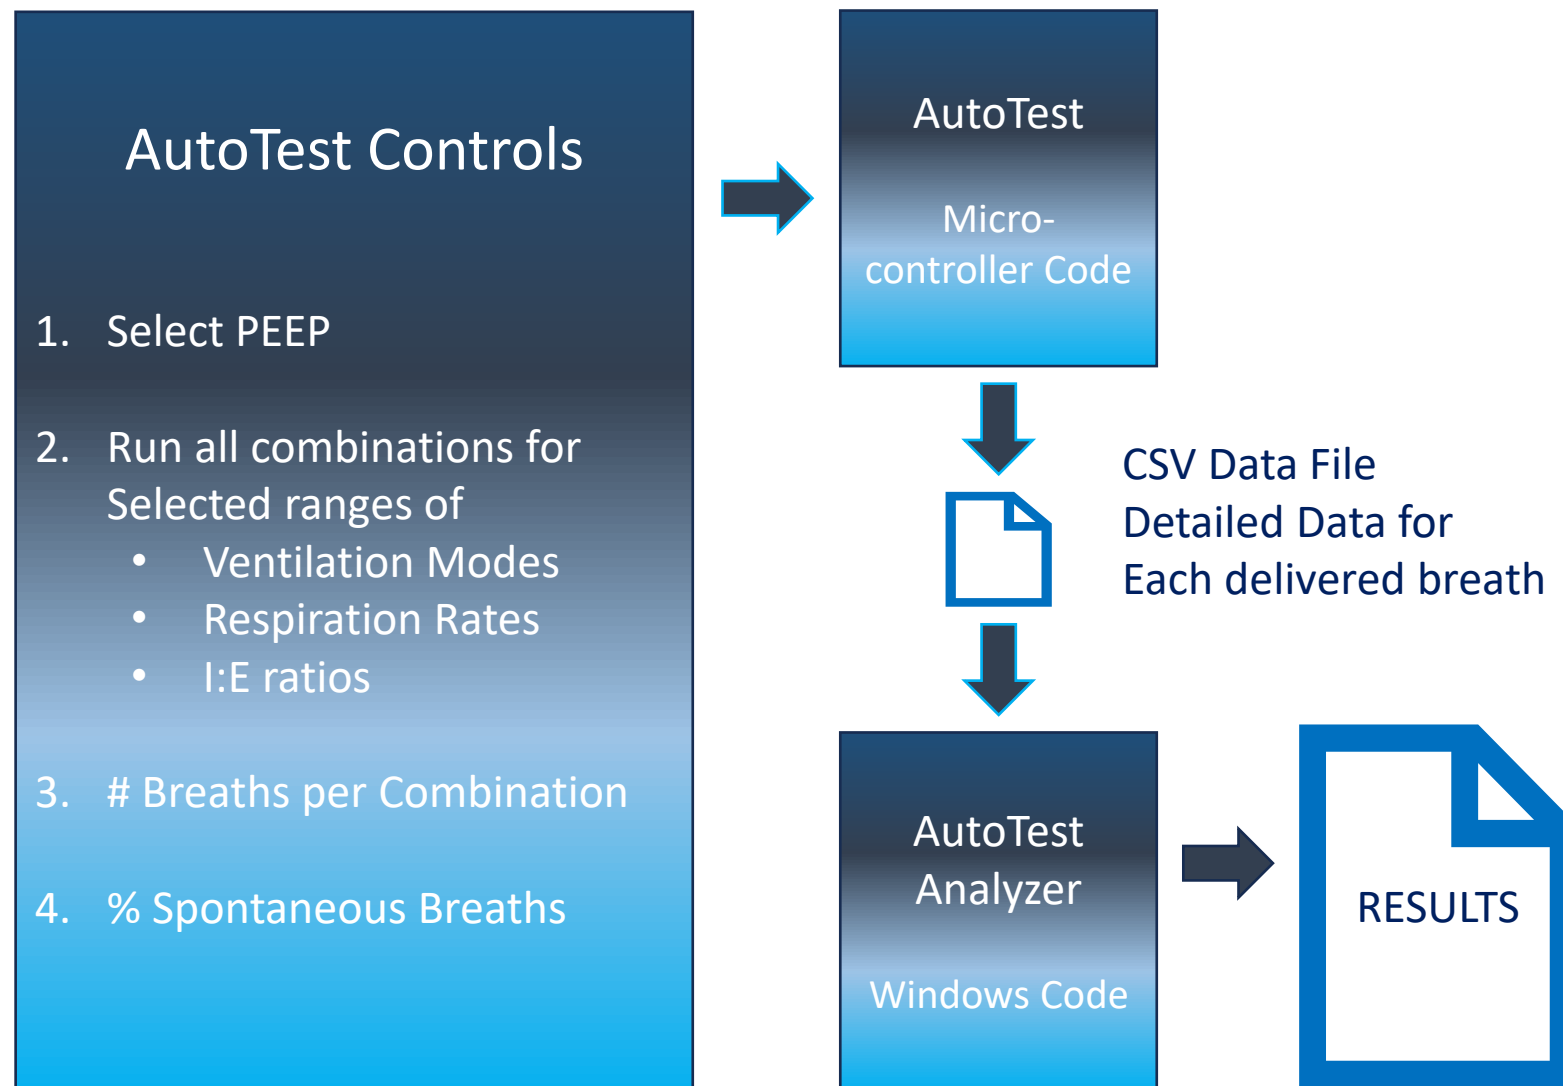 AutoTest Controls
1. Select PEEP
2. Run all combinations for
Selected ranges of
• Ventilation Modes
• Respiration Rates
• I:E ratios
3. # Breaths per Combination
4. % Spontaneous Breaths
AutoTest
Micro-
controller Code
CSV Data File
Detailed Data for
Each delivered breath
AutoTest
Analyzer
Windows Code
RESULTS